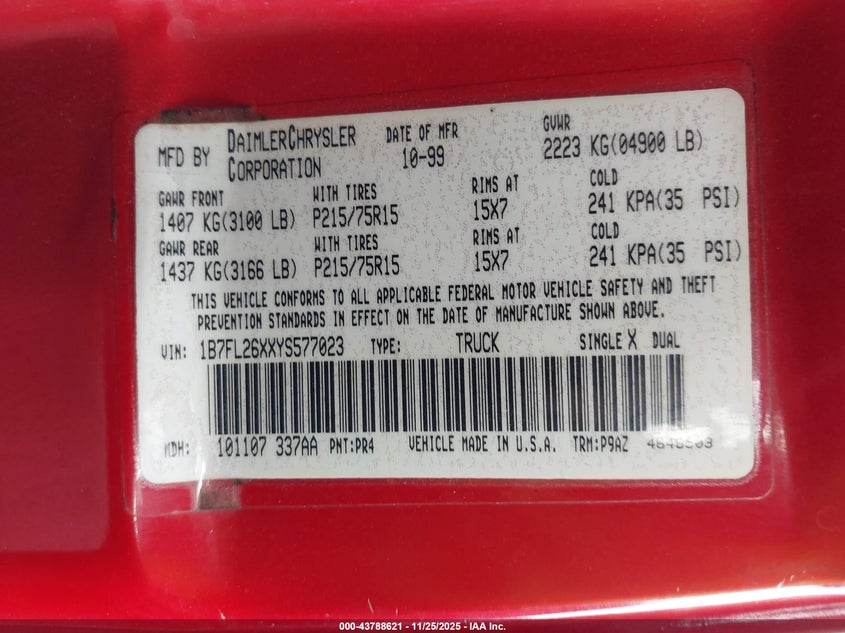 MFD BY DAIMLERCHRYSLER CORPORATION DATE OF MFR 10-99 GVWR 2223 KG(04900 LB)
GAWR FRONT WITH TIRES RIMS AT COLD
1407 KG(3100 LB) P215/75R15 15X7 241 KPA(35 PSI)
GAWR REAR WITH TIRES RIMS AT COLD
1437 KG(3166 LB) P215/75R15 15X7 241 KPA(35 PSI)
THIS VEHICLE CONFORMS TO ALL APPLICABLE FEDERAL MOTOR VEHICLE SAFETY AND THEFT
PREVENTION STANDARDS IN EFFECT ON THE DATE OF MANUFACTURE SHOWN ABOVE.
VIN: 1B7FL26XXYS577023 TYPE: TRUCK SINGLE X DUAL
MDH: 101107 337AA PNT:PR4 VEHICLE MADE IN U.S.A. TRM:P9AZ
000-43788621 - 11/25/2025 - IAA Inc.